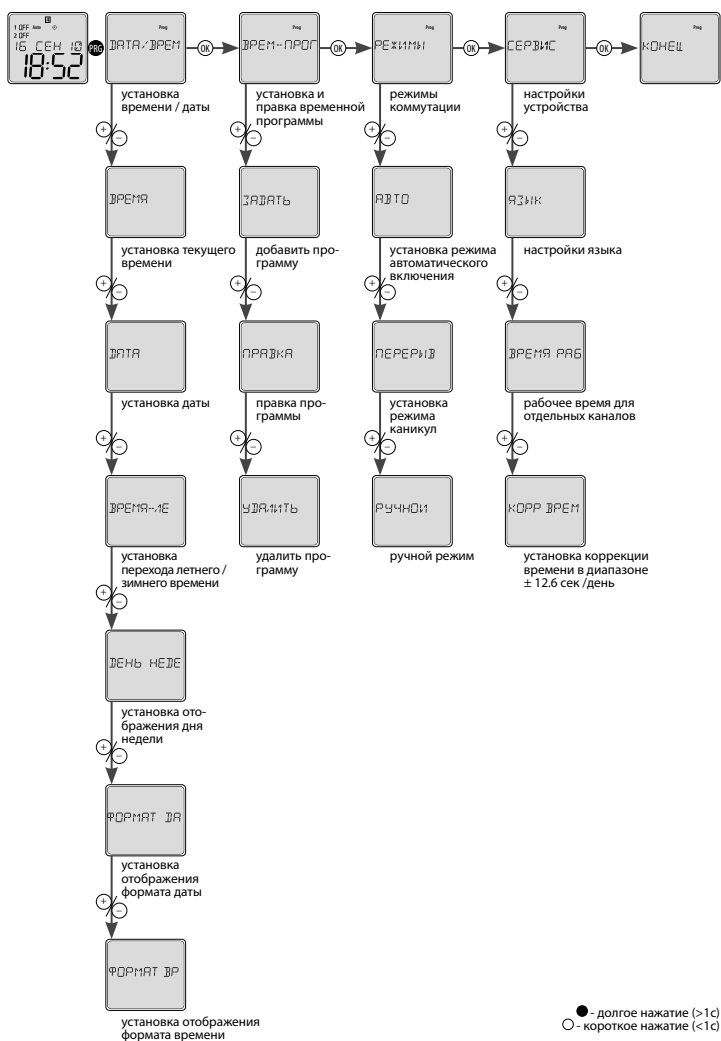 1 OFF Auto
2 OFF
16 СЕН 10
18:52
PRG
Prog
ДАТА/ВРЕМ
OK
Prog
ВРЕМ-ПРОГ
OK
Prog
РЕЖИМЫ
OK
Prog
СЕРВИС
OK
Prog
КОНЕЦ
установка
времени / даты
установка и
правка временной
программы
режимы
коммутации
настройки
устройства
+
−
+
−
+
−
+
−
ВРЕМЯ
ЗАДАТЬ
АВТО
ЯЗЫК
установка текущего
времени
добавить про-
грамму
установка режима
автоматического
включения
настройки языка
+
−
+
−
+
−
+
−
ДАТА
ПРАВКА
ПЕРЕРЫВ
ВРЕМЯ РАБ
установка даты
правка про-
граммы
установка
режима
каникул
рабочее время для
отдельных каналов
+
−
+
−
+
−
+
−
ВРЕМЯ-ЛЕ
УДАЛИТЬ
РУЧНОЙ
КОРР ВРЕМ
установка
перехода летнего /
зимнего времени
удалить про-
грамму
ручной режим
установка коррекции
времени в диапазоне
± 12.6 сек /день
+
−
ДЕНЬ НЕДЕ
установка ото-
бражения дня
недели
+
−
ФОРМАТ ДА
установка
отображения
формата даты
+
−
ФОРМАТ ВР
установка отображения
формата времени
- долгое нажатие (>1с)
- короткое нажатие (<1с)